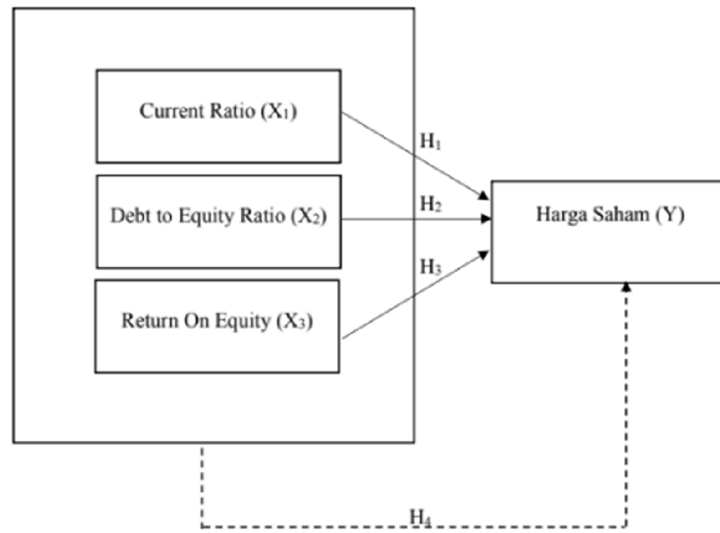 Current Ratio (X₁)
H₁
Debt to Equity Ratio (X₂)
H₂
Harga Saham (Y)
H₃
Return On Equity (X₃)
H₄